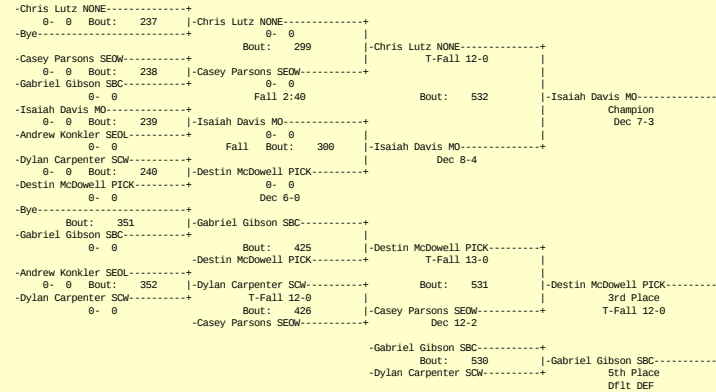 -Chris Lutz NONE--------------+
0- 0 Bout: 237 |-Chris Lutz NONE--------------+
-Bye--------------------------+ 0- 0 |
Bout: 299 |-Chris Lutz NONE--------------+
-Casey Parsons SEOW-----------+ | T-Fall 12-0 |
0- 0 Bout: 238 |-Casey Parsons SEOW-----------+ |
-Gabriel Gibson SBC-----------+ 0- 0 |
0- 0 Fall 2:40 Bout: 532 |-Isaiah Davis MO--------------
-Isaiah Davis MO--------------+ | Champion
0- 0 Bout: 239 |-Isaiah Davis MO--------------+ | Dec 7-3
-Andrew Konkler SEOL----------+ 0- 0 | |
0- 0 Fall Bout: 300 |-Isaiah Davis MO--------------+
-Dylan Carpenter SCW----------+ | Dec 8-4
0- 0 Bout: 240 |-Destin McDowell PICK---------+
-Destin McDowell PICK---------+ 0- 0
0- 0 Dec 6-0
-Bye--------------------------+
Bout: 351 |-Gabriel Gibson SBC-----------+
-Gabriel Gibson SBC-----------+ |
0- 0 Bout: 425 |-Destin McDowell PICK---------+
-Destin McDowell PICK---------+ T-Fall 13-0 |
-Andrew Konkler SEOL----------+ |
0- 0 Bout: 352 |-Dylan Carpenter SCW----------+ Bout: 531 |-Destin McDowell PICK---------
-Dylan Carpenter SCW----------+ T-Fall 12-0 | | 3rd Place
0- 0 Bout: 426 |-Casey Parsons SEOW-----------+ T-Fall 12-0
-Casey Parsons SEOW-----------+ Dec 12-2
-Gabriel Gibson SBC-----------+
Bout: 530 |-Gabriel Gibson SBC-----------
-Dylan Carpenter SCW----------+ 5th Place
Dflt DEF